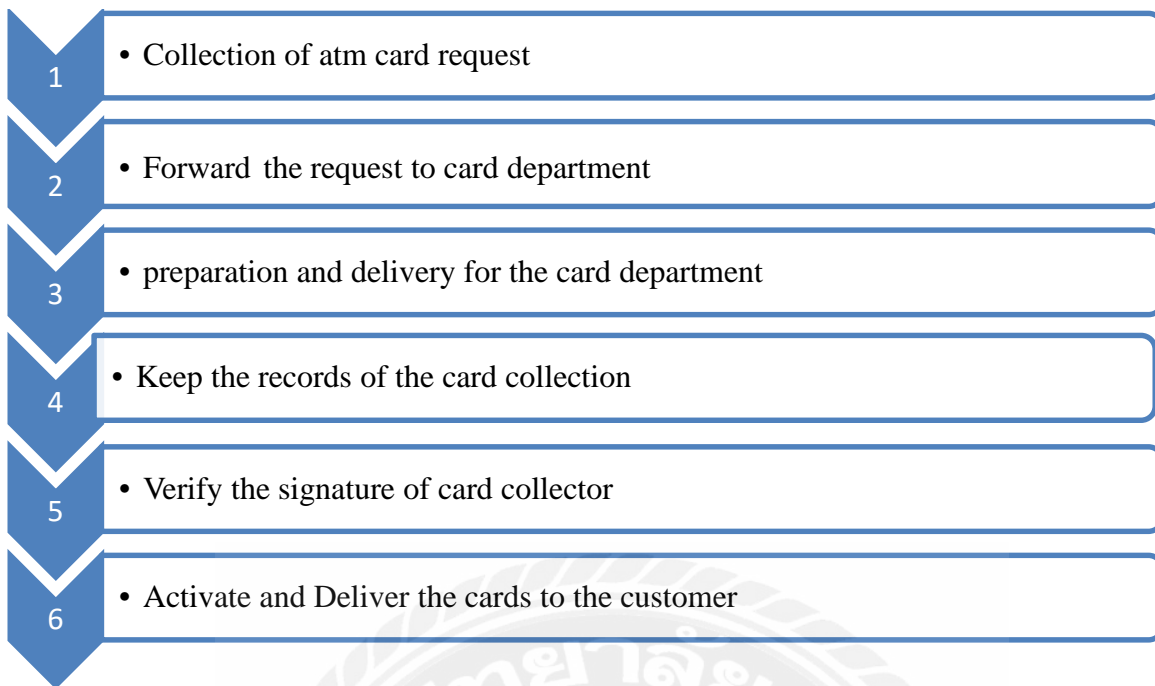 1
• Collection of atm card request
2
• Forward the request to card department
3
• preparation and delivery for the card department
4
• Keep the records of the card collection
5
• Verify the signature of card collector
6
• Activate and Deliver the cards to the customer